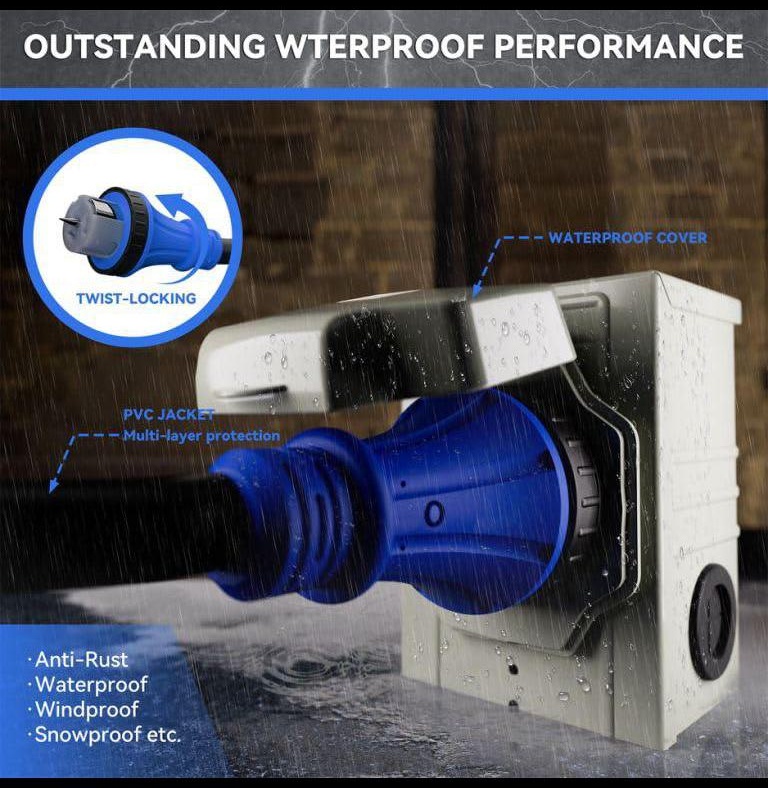 OUTSTANDING WTERPROOF PERFORMANCE
TWIST-LOCKING
WATERPROOF COVER
PVC JACKET
Multi-layer protection
·Anti-Rust
·Waterproof
·Windproof
·Snowproof etc.